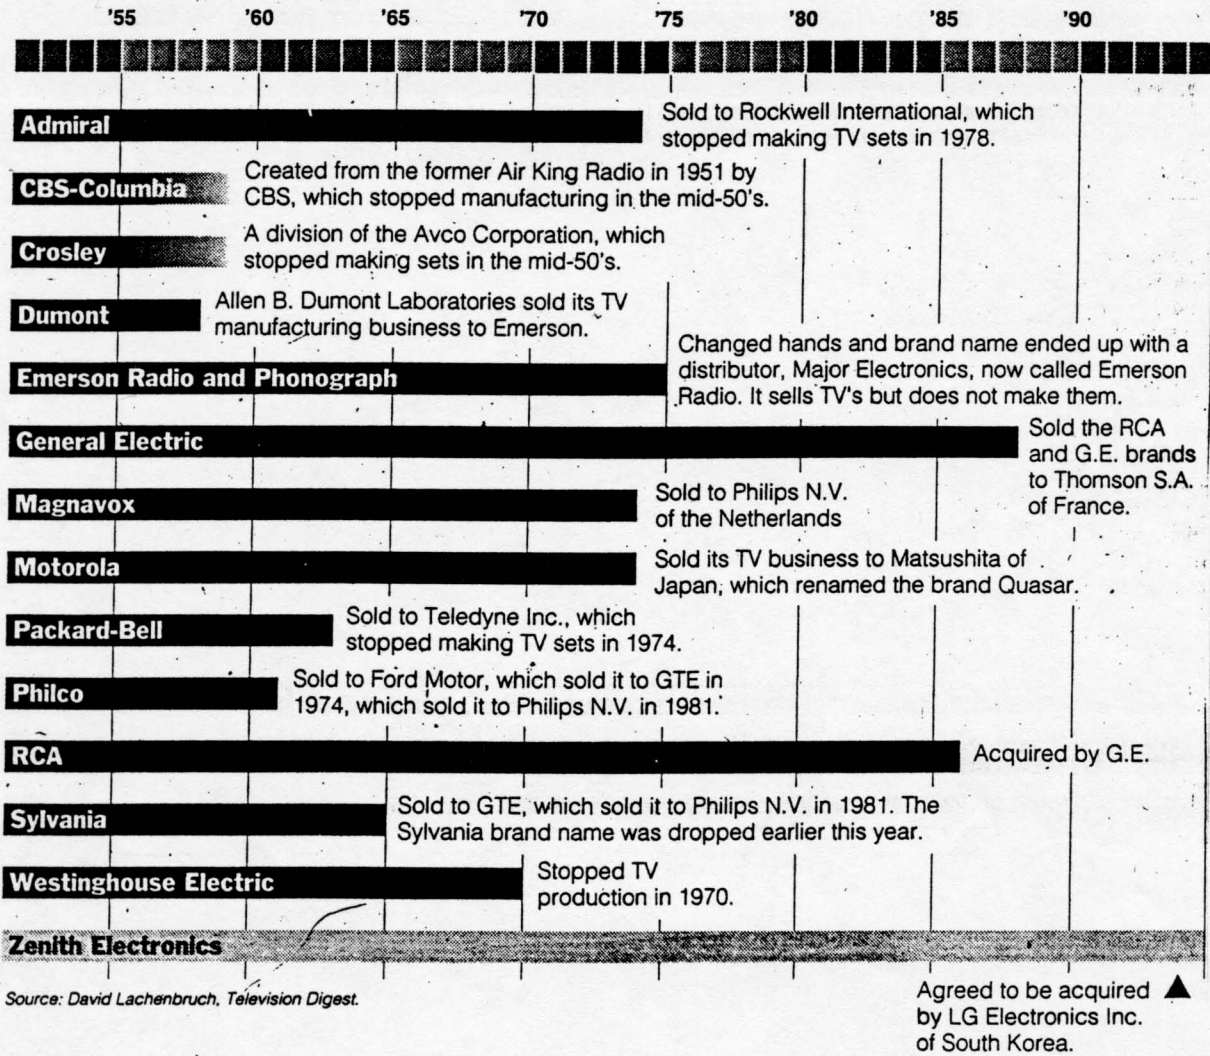 '55 '60 '65 '70 '75 '80 '85 '90
Admiral
Sold to Rockwell International, which
stopped making TV sets in 1978.
CBS-Columbia
Created from the former Air King Radio in 1951 by
CBS, which stopped manufacturing in the mid-50's.
Crosley
A division of the Avco Corporation, which
stopped making sets in the mid-50's.
Dumont
Allen B. Dumont Laboratories sold its TV
manufacturing business to Emerson.
Emerson Radio and Phonograph
Changed hands and brand name ended up with a
distributor, Major Electronics, now called Emerson
Radio. It sells TV's but does not make them.
General Electric
Sold the RCA
and G.E. brands
to Thomson S.A.
of France.
Magnavox
Sold to Philips N.V.
of the Netherlands
Motorola
Sold its TV business to Matsushita of
Japan, which renamed the brand Quasar.
Packard-Bell
Sold to Teledyne Inc., which
stopped making TV sets in 1974.
Philco
Sold to Ford Motor, which sold it to GTE in
1974, which sold it to Philips N.V. in 1981.
RCA
Acquired by G.E.
Sylvania
Sold to GTE, which sold it to Philips N.V. in 1981. The
Sylvania brand name was dropped earlier this year.
Westinghouse Electric
Stopped TV
production in 1970.
Zenith Electronics
'55 '60 '65 '70 '75 '80 '85 '90
Source: David Lachenbruch, Television Digest.
Agreed to be acquired
by LG Electronics Inc.
of South Korea.